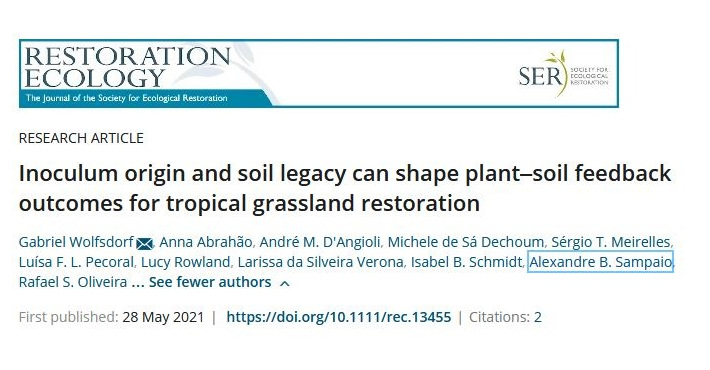 RESTORATION
ECOLOGY
The Journal of the Society for Ecological Restoration
SER
SOCIETY FOR
ECOLOGICAL
RESTORATION
RESEARCH ARTICLE
Inoculum origin and soil legacy can shape plant–soil feedback
outcomes for tropical grassland restoration
Gabriel Wolfsdorf, Anna Abrahão, André M. D'Angioli, Michele de Sá Dechoum, Sérgio T. Meirelles,
Luísa F. L. Pecoral, Lucy Rowland, Larissa da Silveira Verona, Isabel B. Schmidt, Alexandre B. Sampaio,
Rafael S. Oliveira ... See fewer authors
First published: 28 May 2021 | https://doi.org/10.1111/rec.13455 | Citations: 2